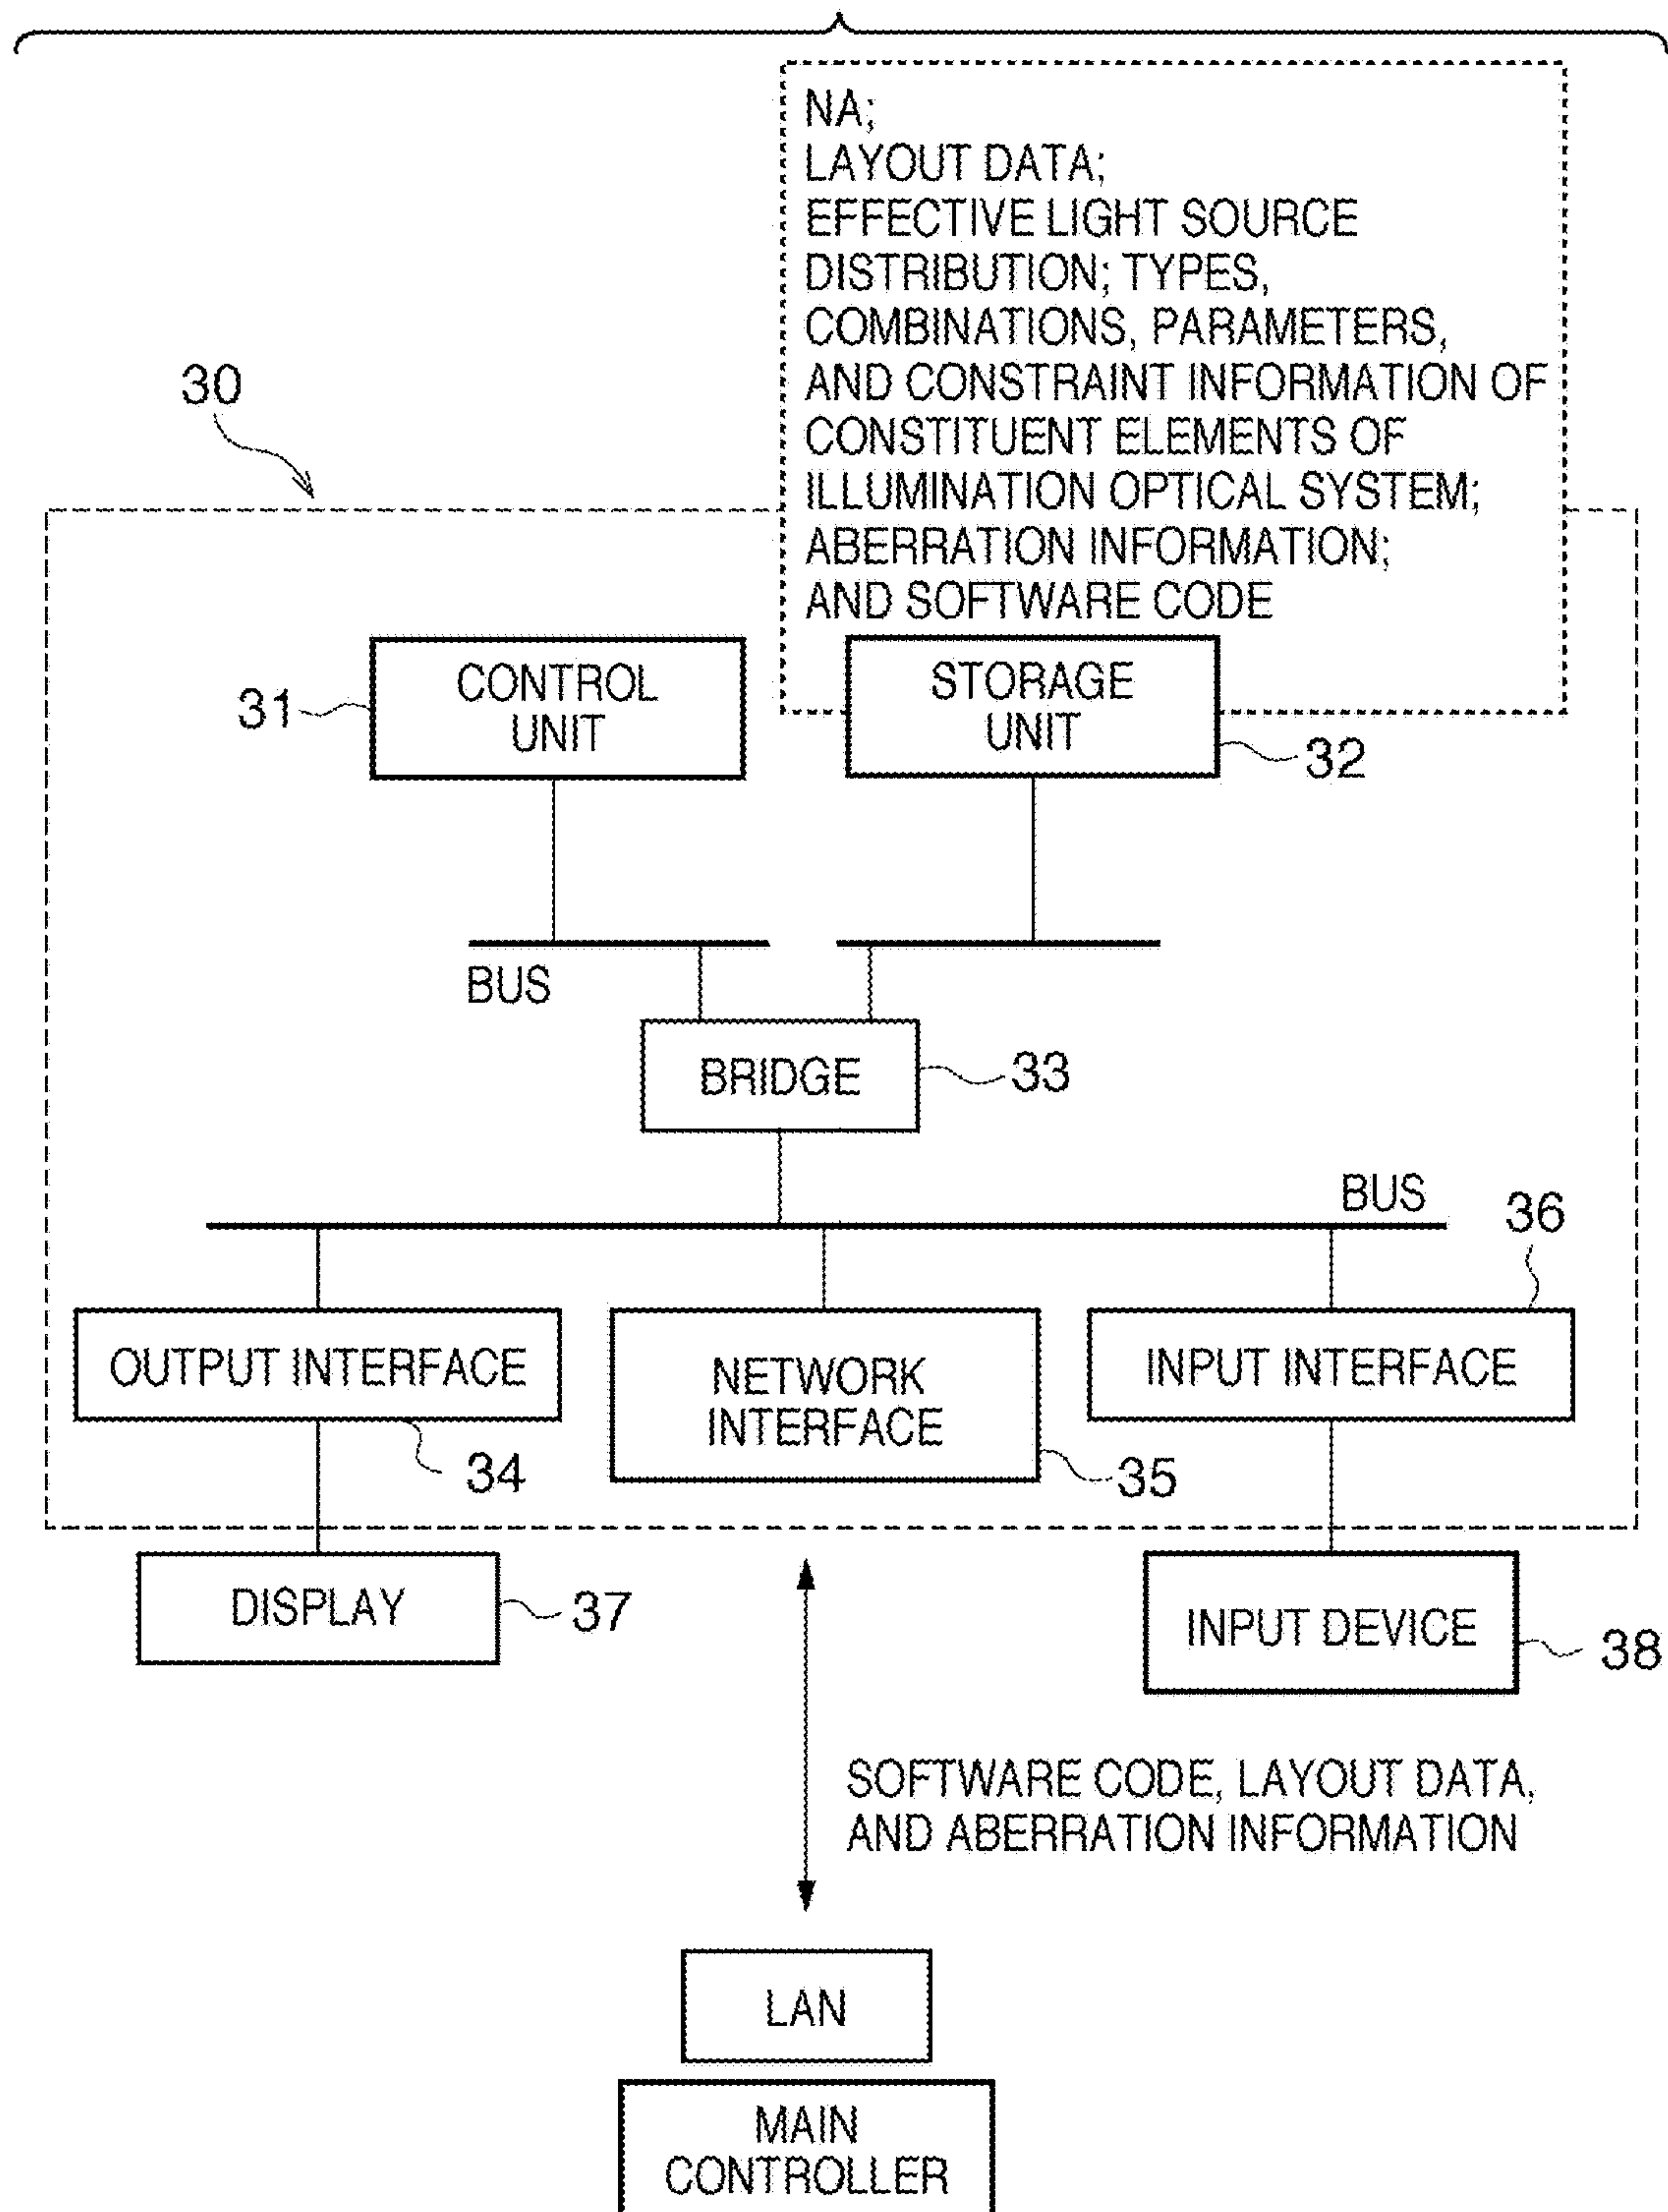 NA;
LAYOUT DATA;
EFFECTIVE LIGHT SOURCE
DISTRIBUTION; TYPES,
COMBINATIONS, PARAMETERS,
AND CONSTRAINT INFORMATION OF
CONSTITUENT ELEMENTS OF
ILLUMINATION OPTICAL SYSTEM;
ABERRATION INFORMATION;
AND SOFTWARE CODE
30
CONTROL
UNIT
31
STORAGE
UNIT
32
BUS
BRIDGE
33
BUS
36
OUTPUT INTERFACE
34
NETWORK
INTERFACE
35
INPUT INTERFACE
DISPLAY
37
INPUT DEVICE
38
SOFTWARE CODE, LAYOUT DATA,
AND ABERRATION INFORMATION
LAN
MAIN
CONTROLLER